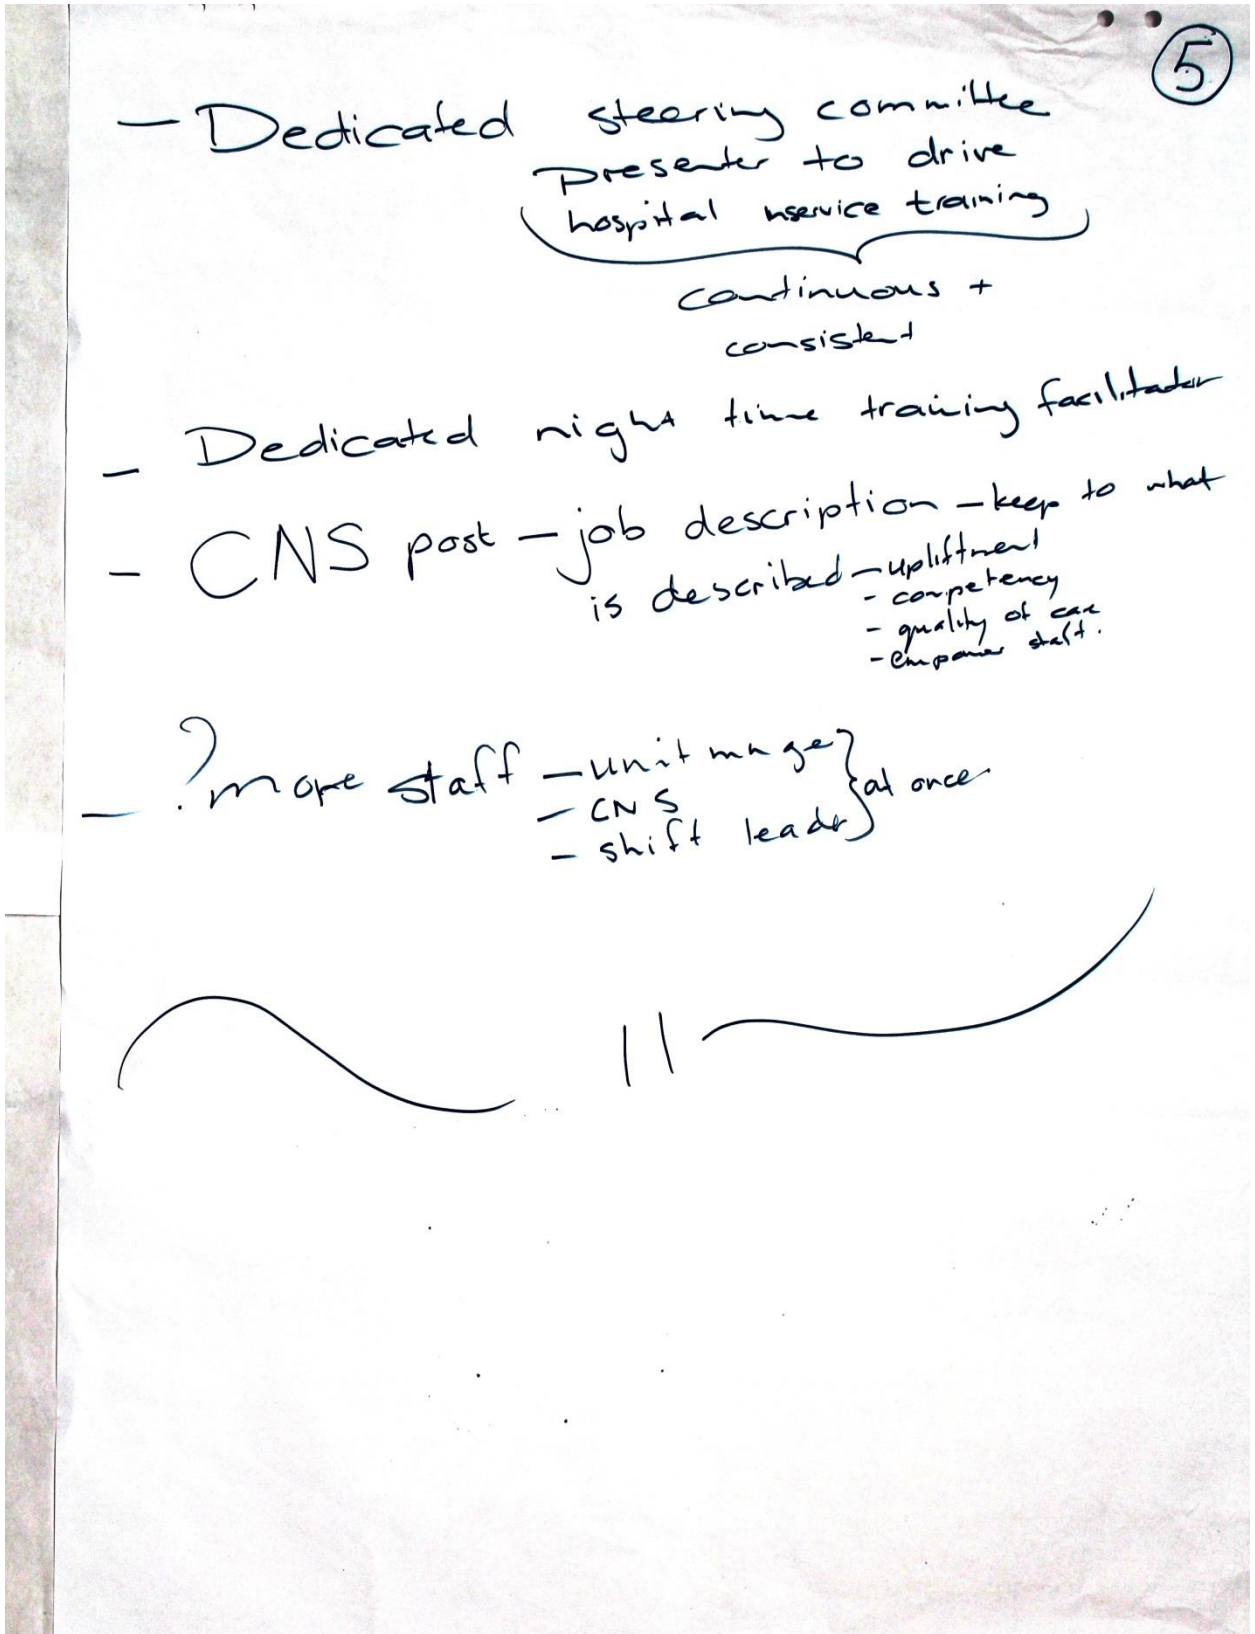 5
- Dedicated steering committee
presenter to drive
hospital inservice training
continuous +
consistent
- Dedicated night time training facilitator
- CNS post - job description - keep to what
is described - upliftment
- competency
- quality of care
- empower staff.
- ? more staff - unit mnger
- CNS
- shift leader } at once